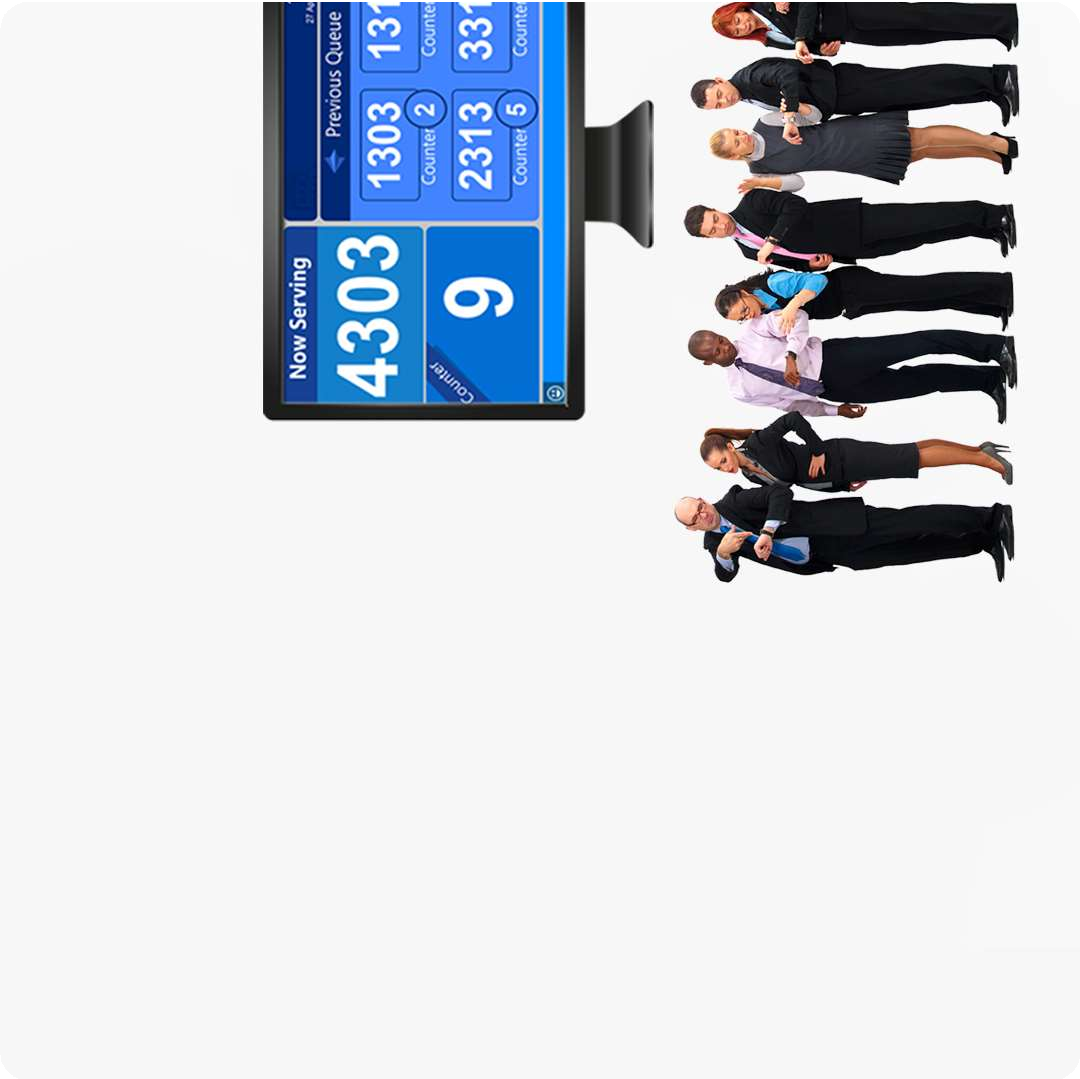 Now Serving
4303
Counter
9
27 Ap
Previous Queue
1303
Counter 2
2313
Counter 5
131
Counter
331
Counter